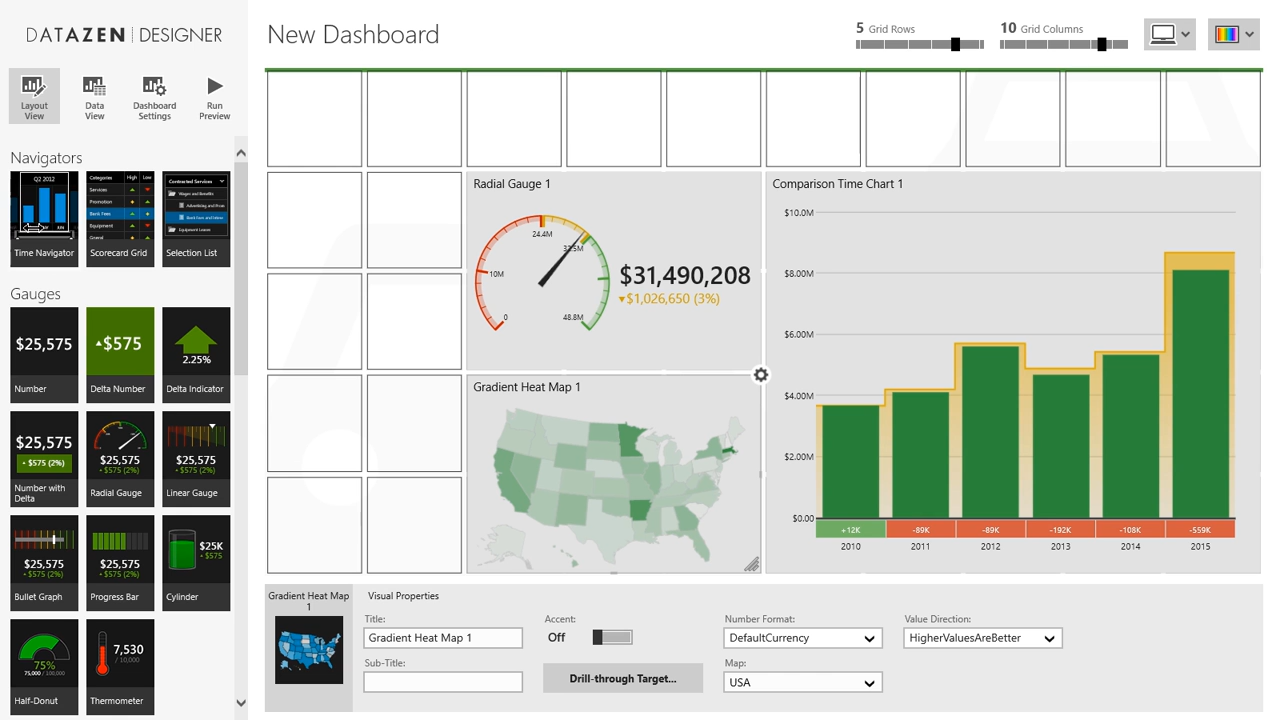 DATAZEN DESIGNER
New Dashboard
5 Grid Rows
10 Grid Columns
Layout View
Data View
Dashboard Settings
Run Preview
Navigators
Q2 2012
Categories High Low
Services
Promotion
Bank Fees
Equipment
Grand
Contracted Services
Wages and Benefits
Equipment Leases
Time Navigator
Scorecard Grid
Selection List
Gauges
$25,575
Number
$575
Delta Number
2.25%
Delta Indicator
$25,575
$575 (2%)
Number with Delta
$25,575
$575 (2%)
Radial Gauge
$25,575
$575 (2%)
Linear Gauge
$25,575
$575 (2%)
Bullet Graph
$25,575
$575 (2%)
Progress Bar
$25K
$575
Cylinder
75%
75,000 / 100,000
Half-Donut
7,530
/ 10,000
Thermometer
Radial Gauge 1
24.4M
32.5M
10M
0
48.8M
$31,490,208
$1,026,650 (3%)
Gradient Heat Map 1
Comparison Time Chart 1
$10.0M
$8.00M
$6.00M
$4.00M
$2.00M
$0.00
+12K -89K -89K -192K -108K -559K
2010 2011 2012 2013 2014 2015
Gradient Heat Map 1
Visual Properties
Title:
Gradient Heat Map 1
Sub-Title:
Accent:
Off
Drill-through Target...
Number Format:
DefaultCurrency
Map:
USA
Value Direction:
HigherValuesAreBetter